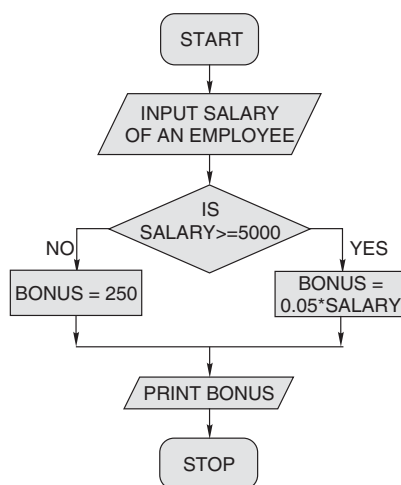 START
INPUT SALARY
OF AN EMPLOYEE
IS
SALARY>=5000
NO
YES
BONUS = 250
BONUS =
0.05*SALARY
PRINT BONUS
STOP